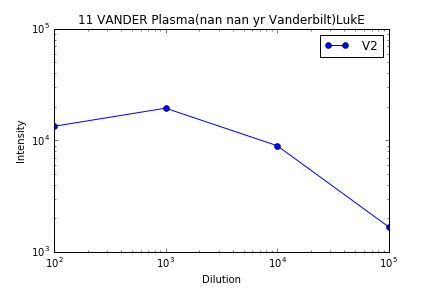 11 VANDER Plasma(nan nan yr Vanderbilt)LukE
V2
10^5
10^4
10^3
Intensity
10^2 10^3 10^4 10^5
Dilution